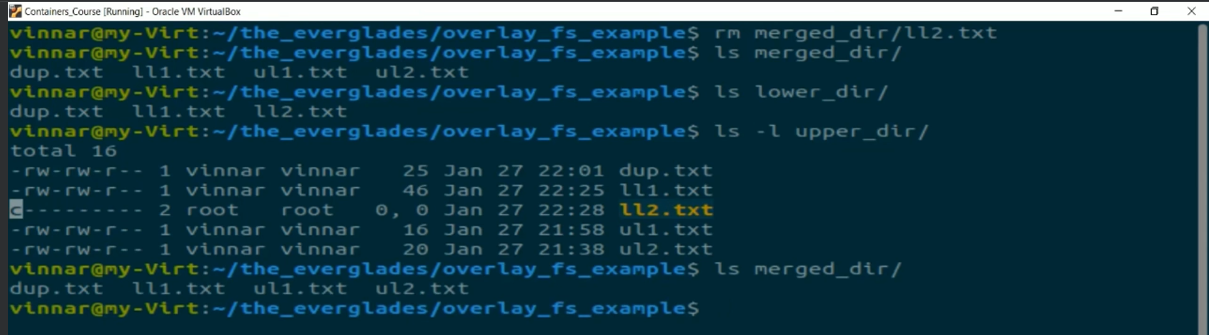 Containers_Course [Running] - Oracle VM VirtualBox
vinnar@my-Virt:~/the_everglades/overlay_fs_example$ rm merged_dir/ll2.txt
vinnar@my-Virt:~/the_everglades/overlay_fs_example$ ls merged_dir/
dup.txt  ll1.txt  ul1.txt  ul2.txt
vinnar@my-Virt:~/the_everglades/overlay_fs_example$ ls lower_dir/
dup.txt  ll1.txt  ll2.txt
vinnar@my-Virt:~/the_everglades/overlay_fs_example$ ls -l upper_dir/
total 16
-rw-rw-r-- 1 vinnar vinnar   25 Jan 27 22:01 dup.txt
-rw-rw-r-- 1 vinnar vinnar   46 Jan 27 22:25 ll1.txt
c--------- 2 root   root   0, 0 Jan 27 22:28 ll2.txt
-rw-rw-r-- 1 vinnar vinnar   16 Jan 27 21:58 ul1.txt
-rw-rw-r-- 1 vinnar vinnar   20 Jan 27 21:38 ul2.txt
vinnar@my-Virt:~/the_everglades/overlay_fs_example$ ls merged_dir/
dup.txt  ll1.txt  ul1.txt  ul2.txt
vinnar@my-Virt:~/the_everglades/overlay_fs_example$